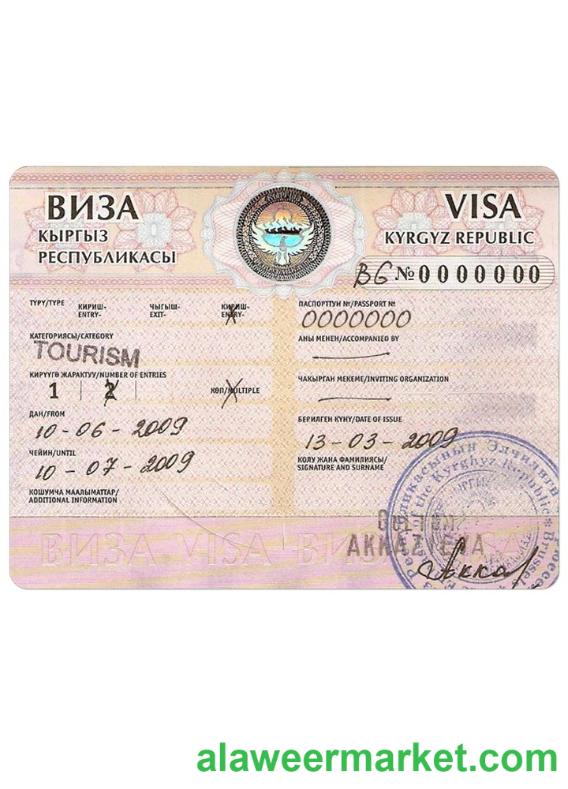 ВИЗА
КЫРГЫЗ
РЕСПУБЛИКАСЫ
VISA
KYRGYZ REPUBLIC
BG №0000000
ТҮРҮ/TYPE
КИРИШ-
ENTRY-
ЧЫГЫШ-
EXIT-
КИРИШ-
ENTRY-
ПАСПОРТТУН №/PASSPORT №
0000000
КАТЕГОРИЯСЫ/CATEGORY
TOURISM
АНЫ МЕНЕН/ACCOMPANIED BY
КИРҮҮГӨ ЖАРАКТУУ/NUMBER OF ENTRIES
1 2 КӨП/MULTIPLE
ЧАКЫРГАН МЕКЕМЕ/INVITING ORGANIZATION
ДАН/FROM
10-06-2009
БЕРИЛГЕН КҮНҮ/DATE OF ISSUE
13-03-2009
ЧЕЙИН/UNTIL
10-07-2009
КОЛУ ЖАНА ФАМИЛИЯСЫ/
SIGNATURE AND SURNAME
КОШУМЧА МААЛЫМАТТАР/
ADDITIONAL INFORMATION
the Kyrgyz Republic
ВИЗА VISA ВИЗА VISA
alaweermarket.com